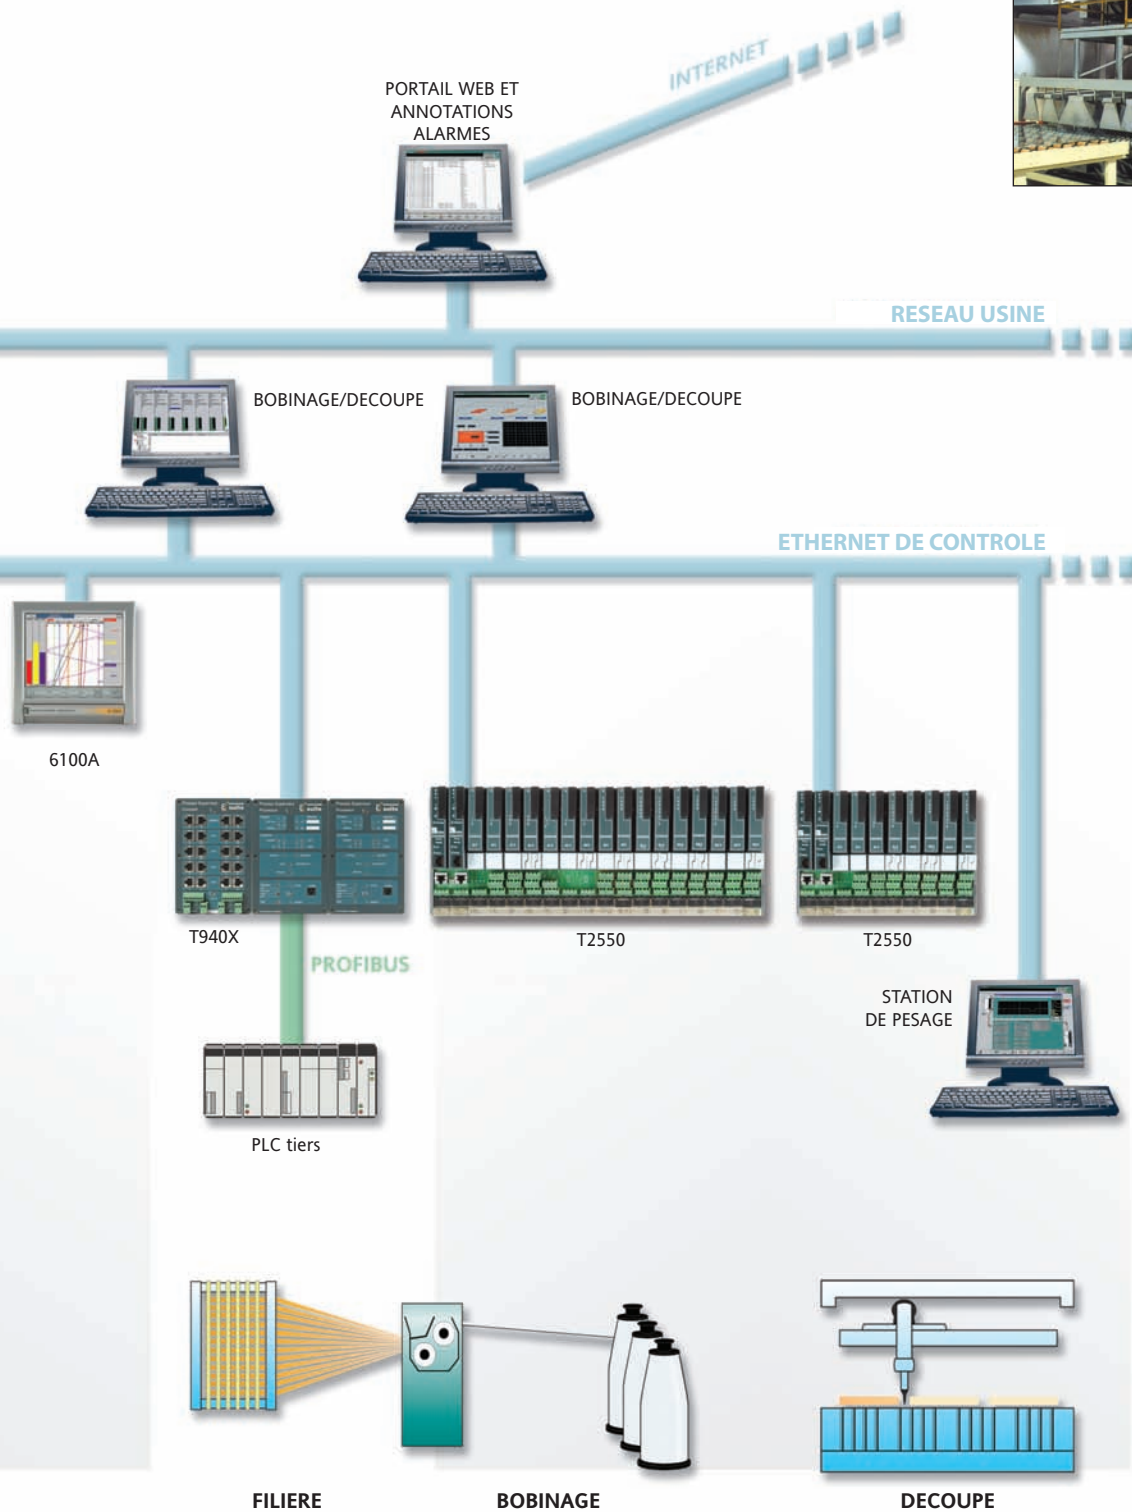 INTERNET
PORTAIL WEB ET
ANNOTATIONS
ALARMES
RESEAU USINE
BOBINAGE/DECOUPE
BOBINAGE/DECOUPE
ETHERNET DE CONTROLE
6100A
T940X
T2550
T2550
PROFIBUS
STATION
DE PESAGE
PLC tiers
FILIERE
BOBINAGE
DECOUPE